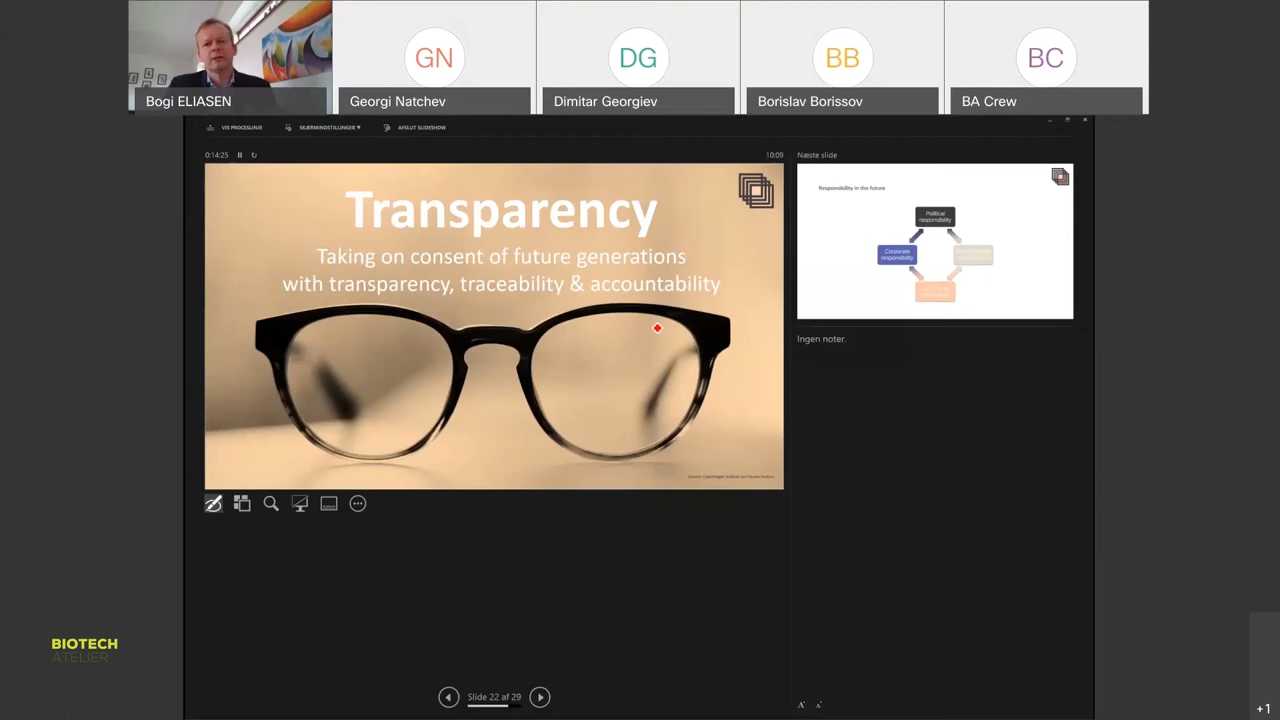 GN
DG
BB
BC
Bogi ELIASEN
Georgi Natchev
Dimitar Georgiev
Borislav Borissov
BA Crew
VIS PROCESLINJE
SKÆRMINDSTILLINGER
AFSLUT SLIDESHOW
0:14:25
10:09
Næste slide
Transparency
Taking on consent of future generations
with transparency, traceability & accountability
Responsibility in the future
Political
responsibility
Corporate
responsibility
Ingen noter.
BIOTECH
ATELIER
Slide 22 af 29
+1